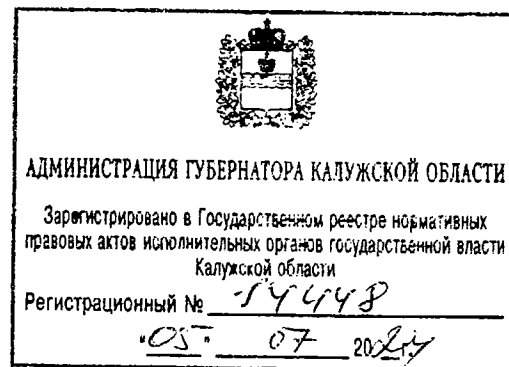 АДМИНИСТРАЦИЯ ГУБЕРНАТОРА КАЛУЖСКОЙ ОБЛАСТИ
Зарегистрировано в Государственном реестре нормативных
правовых актов исполнительных органов государственной власти
Калужской области
Регистрационный № 14448
"05" 07 2024